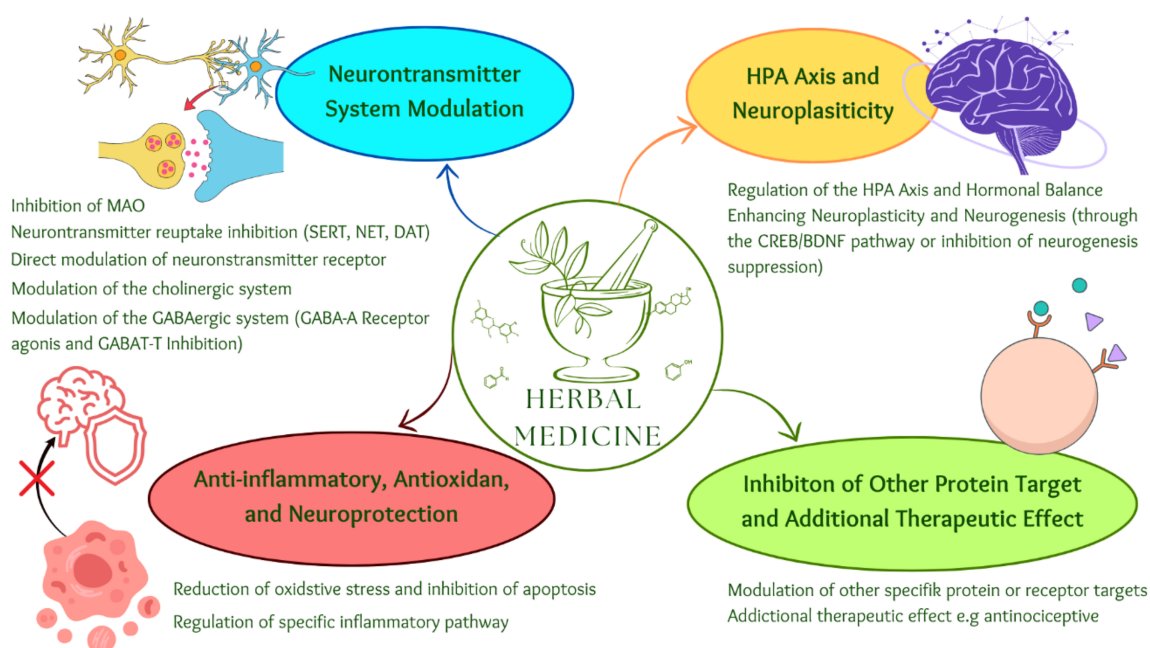 Neurontransmitter
System Modulation
HPA Axis and
Neuroplasiticity
Inhibition of MAO
Neurontransmitter reuptake inhibition (SERT, NET, DAT)
Direct modulation of neuronstransmitter receptor
Modulation of the cholinergic system
Modulation of the GABAergic system (GABA-A Receptor
agonis and GABAT-T Inhibition)
Regulation of the HPA Axis and Hormonal Balance
Enhancing Neuroplasticity and Neurogenesis (through
the CREB/BDNF pathway or inhibition of neurogenesis
suppression)
HERBAL
MEDICINE
Anti-inflammatory, Antioxidan,
and Neuroprotection
Reduction of oxidstive stress and inhibition of apoptosis
Regulation of specific inflammatory pathway
Inhibiton of Other Protein Target
and Additional Therapeutic Effect
Modulation of other specifik protein or receptor targets
Addictional therapeutic effect e.g antinociceptive